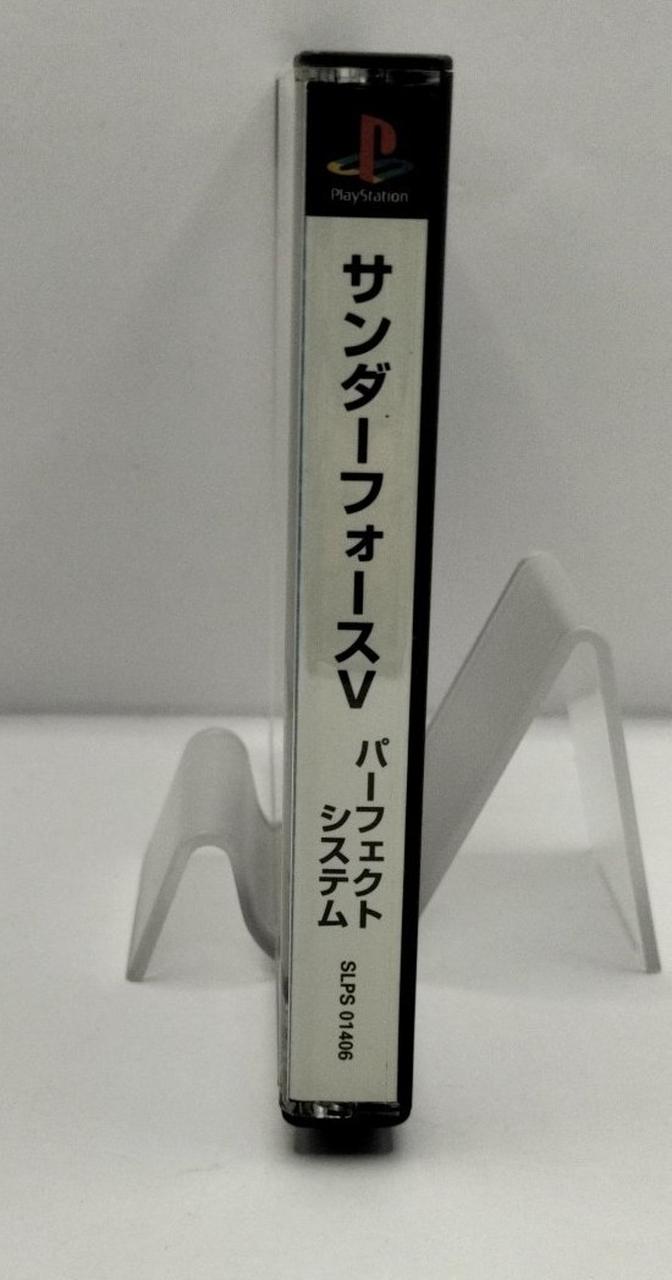 PlayStation
サンダーフォースV
パーフェクト
システム
SLPS 01406